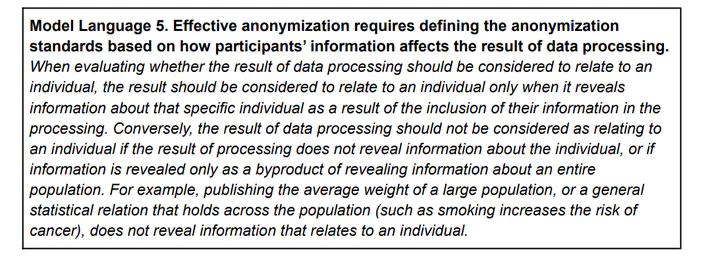 Model Language 5. Effective anonymization requires defining the anonymization
standards based on how participants' information affects the result of data processing.
When evaluating whether the result of data processing should be considered to relate to an
individual, the result should be considered to relate to an individual only when it reveals
information about that specific individual as a result of the inclusion of their information in the
processing. Conversely, the result of data processing should not be considered as relating to
an individual if the result of processing does not reveal information about the individual, or if
information is revealed only as a byproduct of revealing information about an entire
population. For example, publishing the average weight of a large population, or a general
statistical relation that holds across the population (such as smoking increases the risk of
cancer), does not reveal information that relates to an individual.